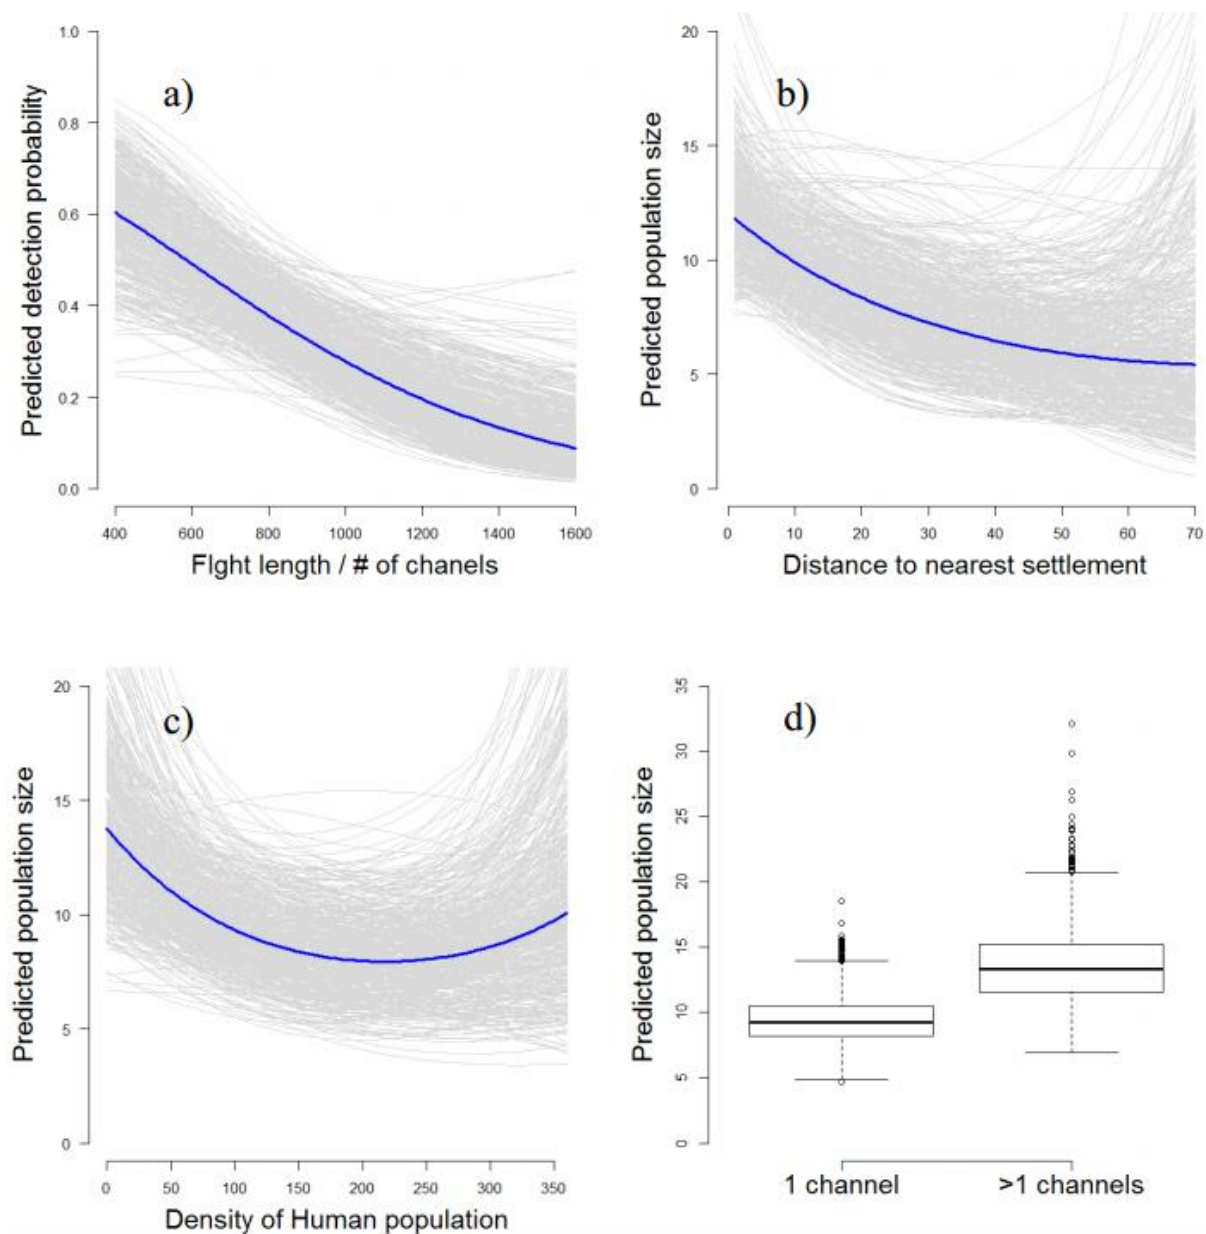 a)
Predicted detection probability
1.0
0.8
0.6
0.4
0.2
0.0
400 600 800 1000 1200 1400 1600
Flght length / # of chanels
b)
Predicted population size
20
15
10
5
0
0 10 20 30 40 50 60 70
Distance to nearest settlement
c)
Predicted population size
20
15
10
5
0
0 50 100 150 200 250 300 350
Density of Human population
d)
Predicted population size
35
30
25
20
15
10
5
0
1 channel >1 channels